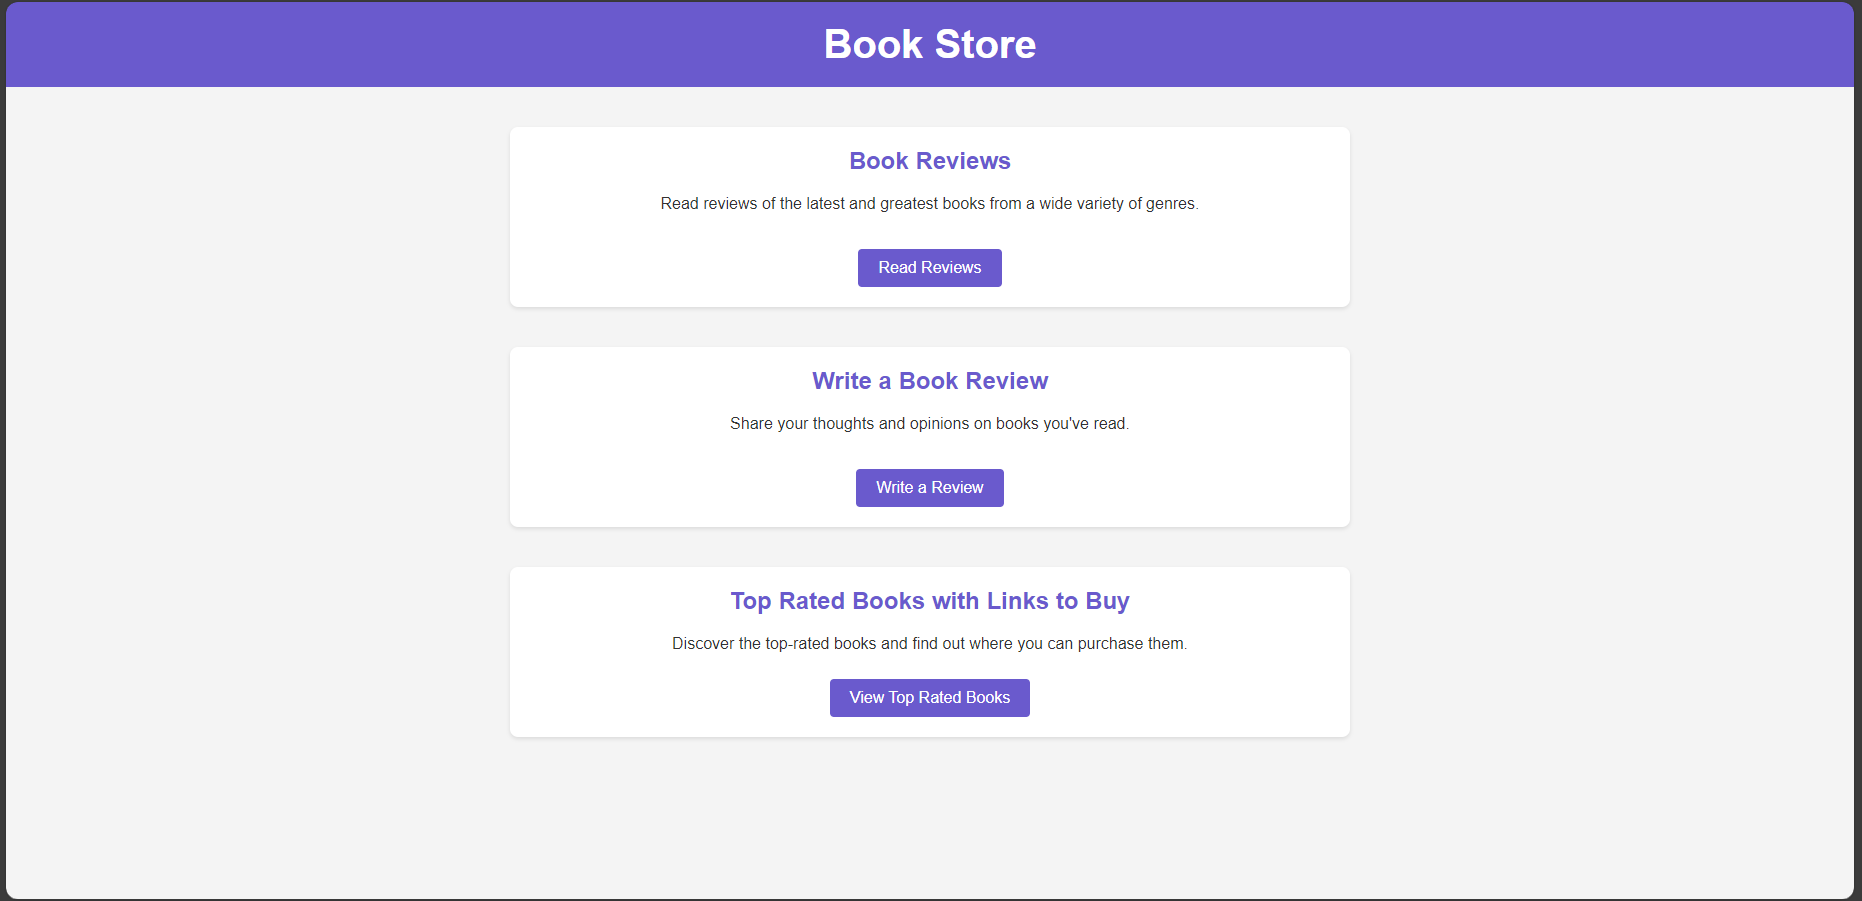 Book Store
Book Reviews
Read reviews of the latest and greatest books from a wide variety of genres.
Read Reviews
Write a Book Review
Share your thoughts and opinions on books you've read.
Write a Review
Top Rated Books with Links to Buy
Discover the top-rated books and find out where you can purchase them.
View Top Rated Books